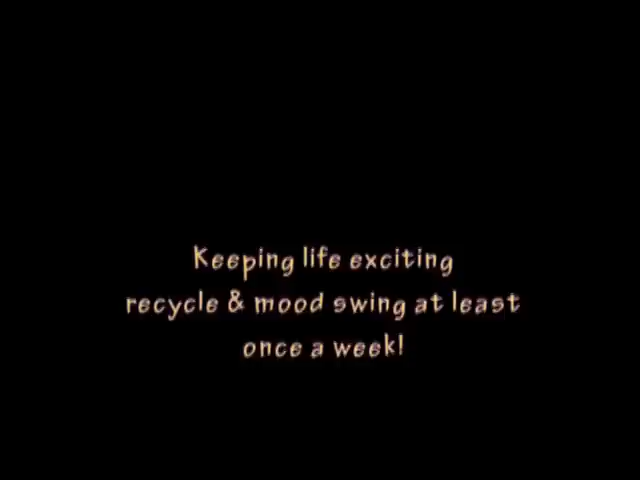 Keeping life exciting
recycle & mood swing at least
once a week!